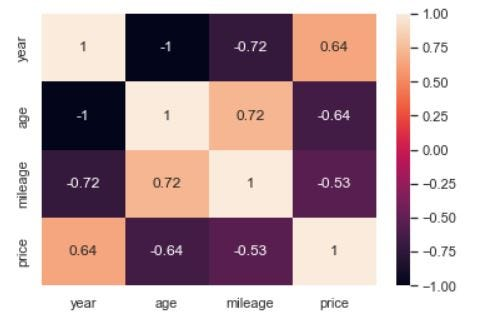 year 1 -1 -0.72 0.64
age -1 1 0.72 -0.64
mileage -0.72 0.72 1 -0.53
price 0.64 -0.64 -0.53 1
year age mileage price
1.00
0.75
0.50
0.25
0.00
−0.25
−0.50
−0.75
−1.00